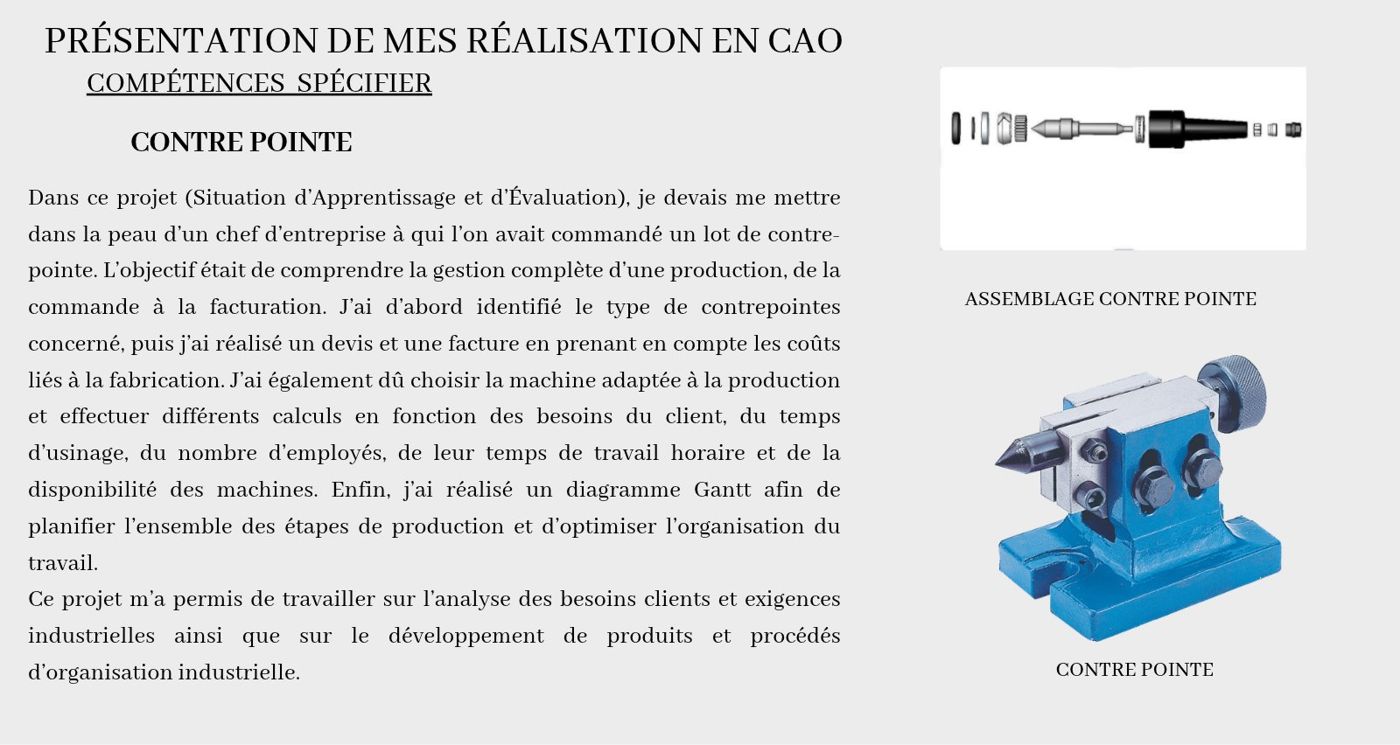 PRÉSENTATION DE MES RÉALISATION EN CAO
COMPÉTENCES SPÉCIFIER
CONTRE POINTE
Dans ce projet (Situation d'Apprentissage et d'Évaluation), je devais me mettre
dans la peau d'un chef d'entreprise à qui l'on avait commandé un lot de contre-
pointe. L'objectif était de comprendre la gestion complète d'une production, de la
commande à la facturation. J'ai d'abord identifié le type de contrepointes
concerné, puis j'ai réalisé un devis et une facture en prenant en compte les coûts
liés à la fabrication. J'ai également dû choisir la machine adaptée à la production
et effectuer différents calculs en fonction des besoins du client, du temps
d'usinage, du nombre d'employés, de leur temps de travail horaire et de la
disponibilité des machines. Enfin, j'ai réalisé un diagramme Gantt afin de
planifier l'ensemble des étapes de production et d'optimiser l'organisation du
travail.
Ce projet m'a permis de travailler sur l'analyse des besoins clients et exigences
industrielles ainsi que sur le développement de produits et procédés
d'organisation industrielle.
ASSEMBLAGE CONTRE POINTE
CONTRE POINTE